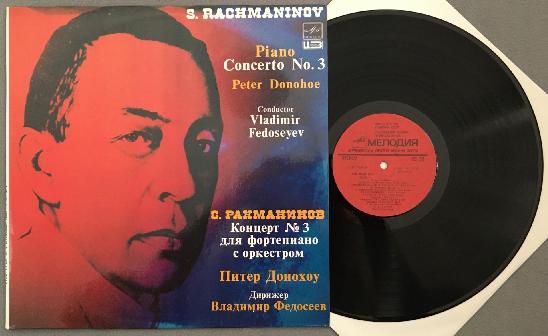 S. RACHMANINOV
Piano
Concerto No. 3
Peter Donohoe
Conductor
Vladimir
Fedoseyev
С. РАХМАНИНОВ
Концерт № 3
для фортепиано
с оркестром
Питер Донохоу
Дирижер
Владимир Федосеев
МЕЛОДИЯ